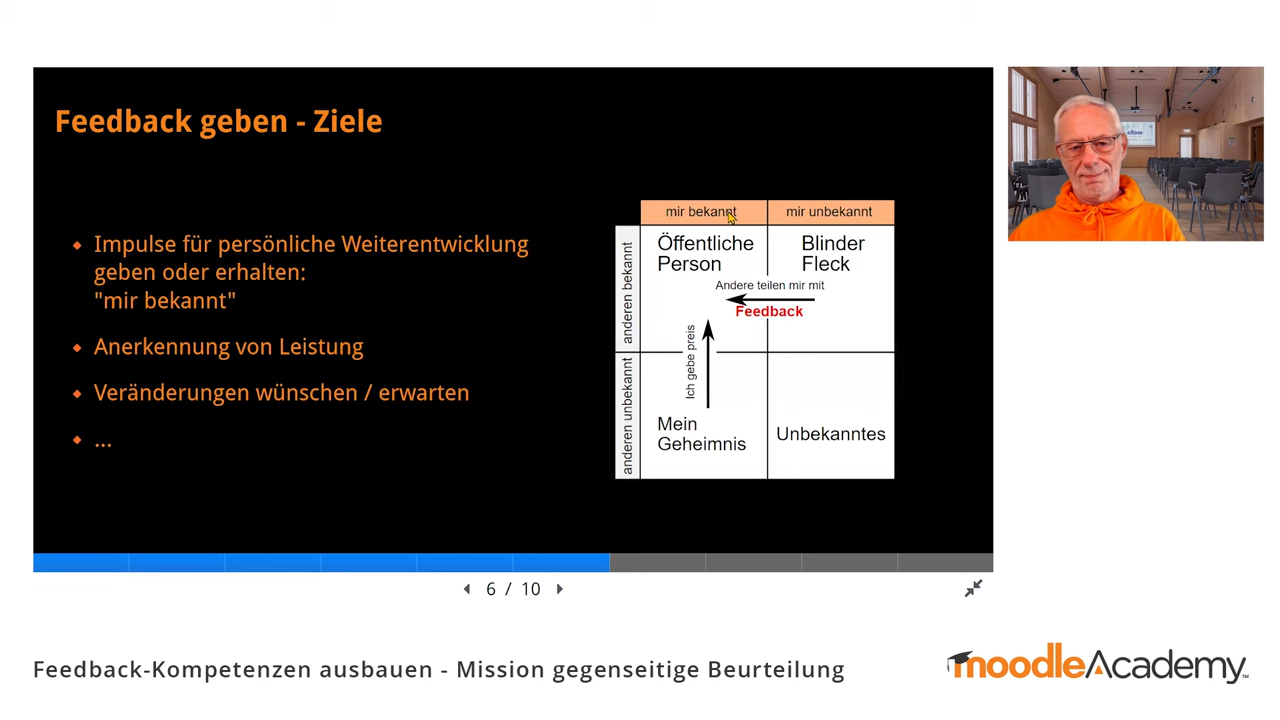 Feedback geben - Ziele
Impulse für persönliche Weiterentwicklung
geben oder erhalten:
"mir bekannt"
Anerkennung von Leistung
Veränderungen wünschen / erwarten
...
mir bekannt
mir unbekannt
anderen bekannt
Öffentliche
Person
Blinder
Fleck
Andere teilen mir mit
Feedback
Ich gebe preis
anderen unbekannt
Mein
Geheimnis
Unbekanntes
6 / 10
Feedback-Kompetenzen ausbauen - Mission gegenseitige Beurteilung
moodleAcademy™